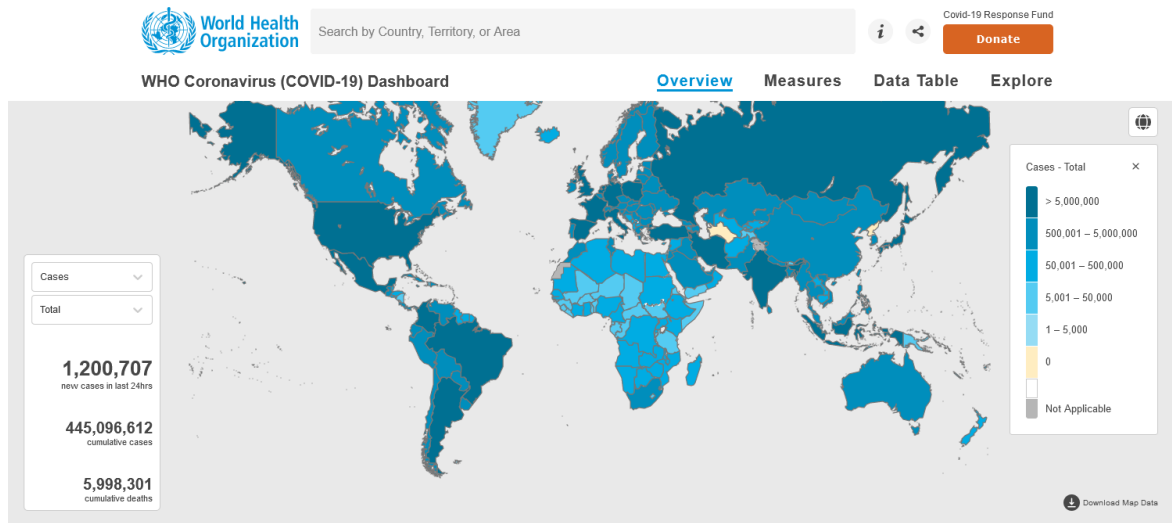 World Health
Organization
Search by Country, Territory, or Area
i
Covid-19 Response Fund
Donate
WHO Coronavirus (COVID-19) Dashboard
Overview
Measures
Data Table
Explore
Cases - Total
×
> 5,000,000
500,001 – 5,000,000
50,001 – 500,000
5,001 – 50,000
1 – 5,000
0
Not Applicable
Cases
Total
1,200,707
new cases in last 24hrs
445,096,612
cumulative cases
5,998,301
cumulative deaths
Download Map Data